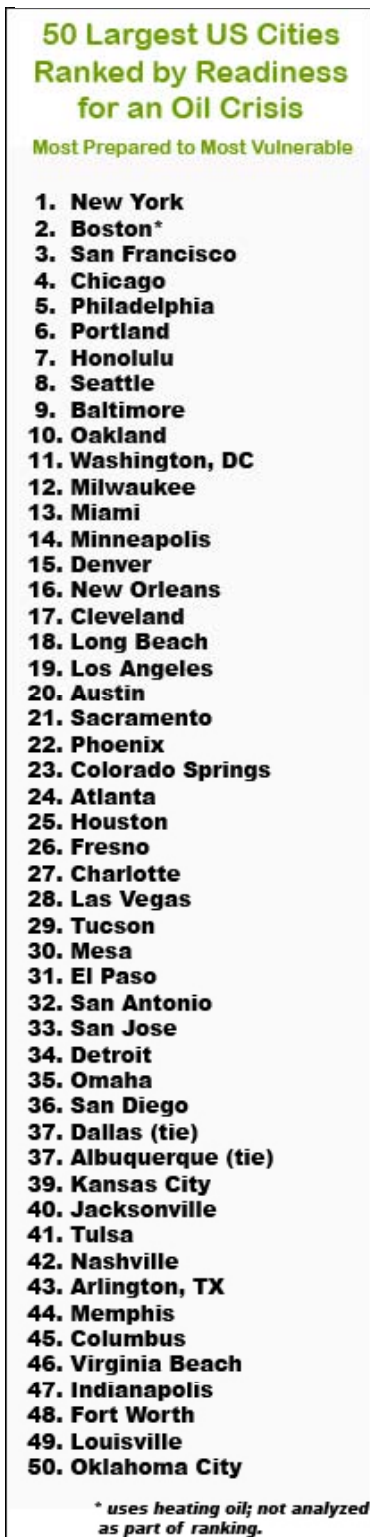 50 Largest US Cities
Ranked by Readiness
for an Oil Crisis
Most Prepared to Most Vulnerable
1. New York
2. Boston*
3. San Francisco
4. Chicago
5. Philadelphia
6. Portland
7. Honolulu
8. Seattle
9. Baltimore
10. Oakland
11. Washington, DC
12. Milwaukee
13. Miami
14. Minneapolis
15. Denver
16. New Orleans
17. Cleveland
18. Long Beach
19. Los Angeles
20. Austin
21. Sacramento
22. Phoenix
23. Colorado Springs
24. Atlanta
25. Houston
26. Fresno
27. Charlotte
28. Las Vegas
29. Tucson
30. Mesa
31. El Paso
32. San Antonio
33. San Jose
34. Detroit
35. Omaha
36. San Diego
37. Dallas (tie)
37. Albuquerque (tie)
39. Kansas City
40. Jacksonville
41. Tulsa
42. Nashville
43. Arlington, TX
44. Memphis
45. Columbus
46. Virginia Beach
47. Indianapolis
48. Fort Worth
49. Louisville
50. Oklahoma City
* uses heating oil; not analyzed
as part of ranking.